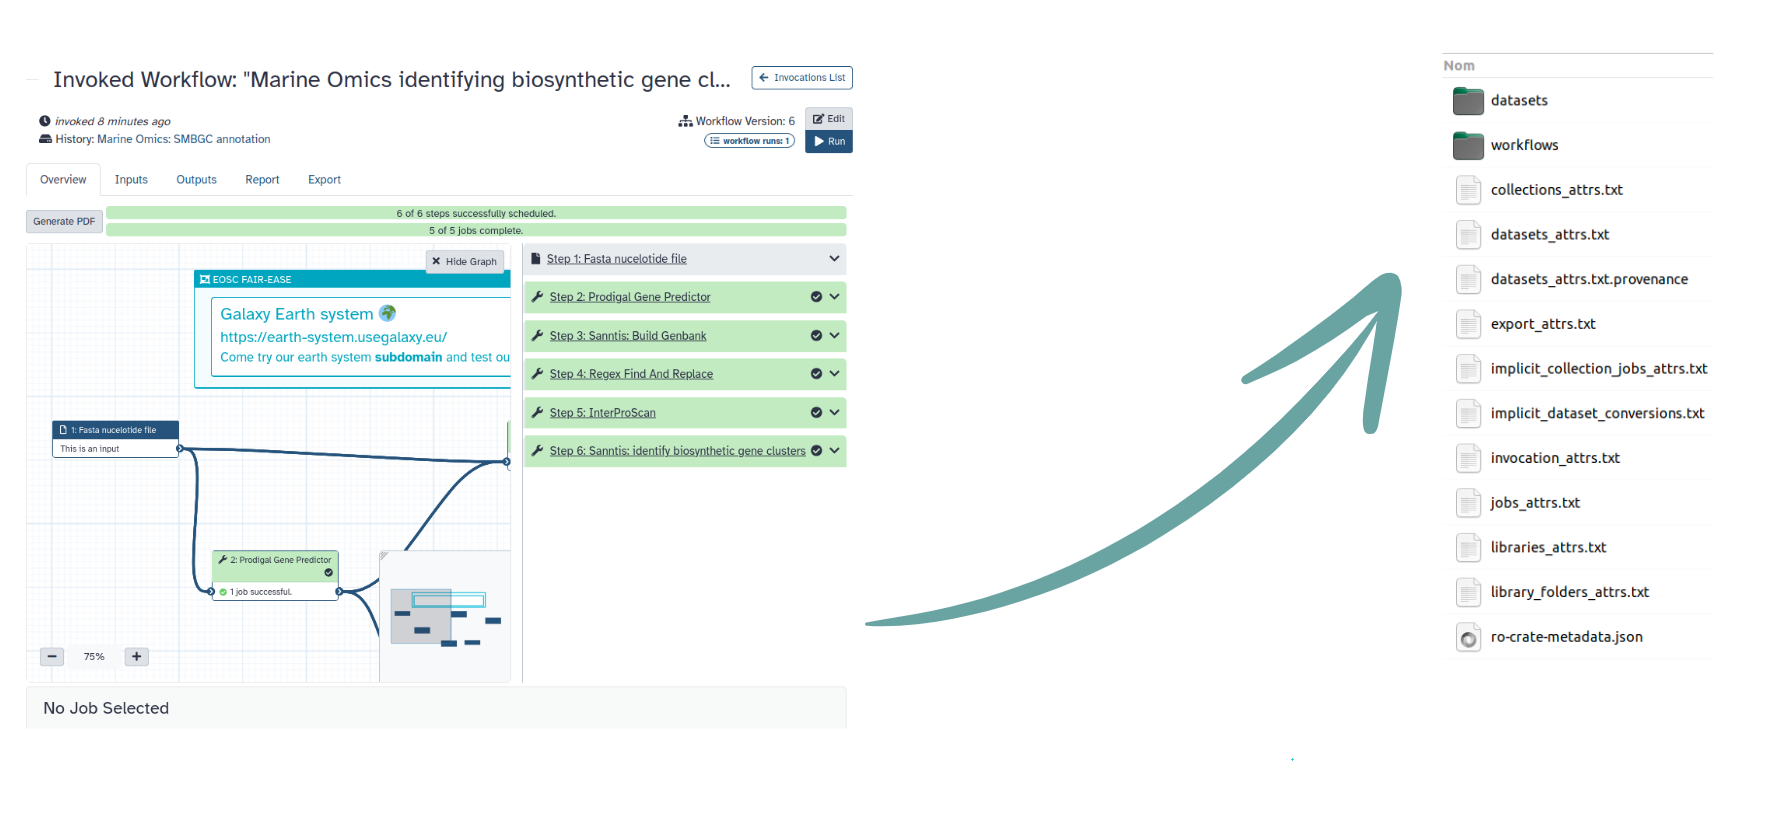 Invoked Workflow: "Marine Omics identifying biosynthetic gene cl...
Invocations List
invoked 8 minutes ago
History: Marine Omics: SMBGC annotation
Workflow Version: 6
workflow runs: 1
Edit
Run
Overview
Inputs
Outputs
Report
Export
Generate PDF
6 of 6 steps successfully scheduled.
5 of 5 jobs complete.
Hide Graph
EOSC FAIR-EASE
Galaxy Earth system
https://earth-system.usegalaxy.eu/
Come try our earth system subdomain and test ou
1: Fasta nucelotide file
This is an input
2: Prodigal Gene Predictor
1 job successful.
75%
Step 1: Fasta nucelotide file
Step 2: Prodigal Gene Predictor
Step 3: Sanntis: Build Genbank
Step 4: Regex Find And Replace
Step 5: InterProScan
Step 6: Sanntis: identify biosynthetic gene clusters
No Job Selected
Nom
datasets
workflows
collections_attrs.txt
datasets_attrs.txt
datasets_attrs.txt.provenance
export_attrs.txt
implicit_collection_jobs_attrs.txt
implicit_dataset_conversions.txt
invocation_attrs.txt
jobs_attrs.txt
libraries_attrs.txt
library_folders_attrs.txt
ro-crate-metadata.json